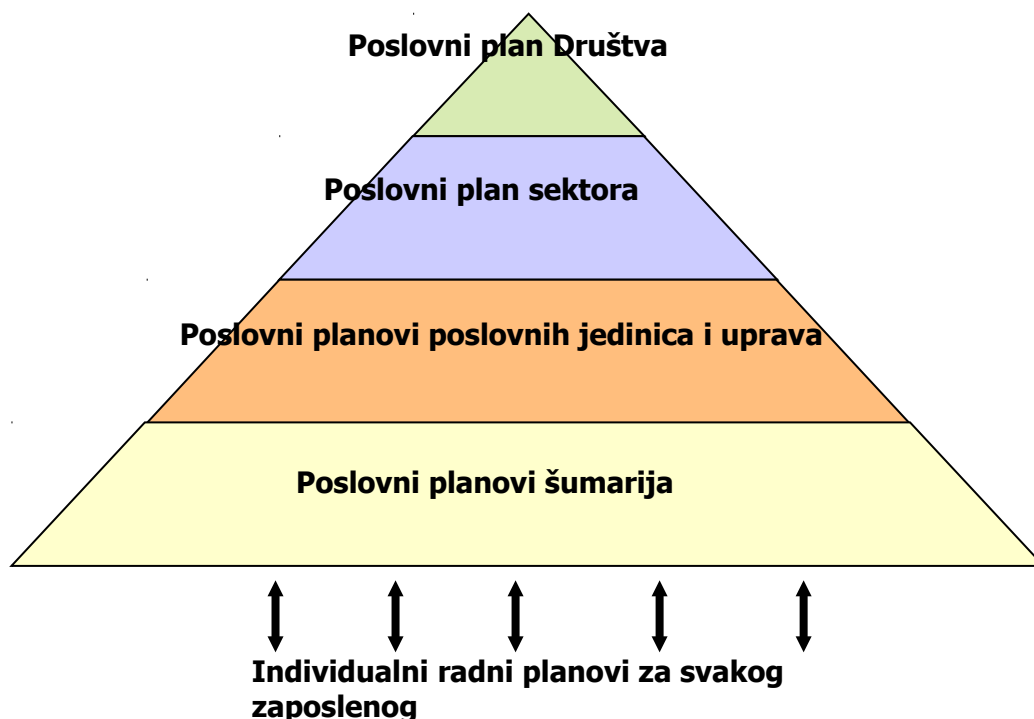 Poslovni plan Društva
Poslovni plan sektora
Poslovni planovi poslovnih jedinica i uprava
Poslovni planovi šumarija
Individualni radni planovi za svakog
zaposlenog